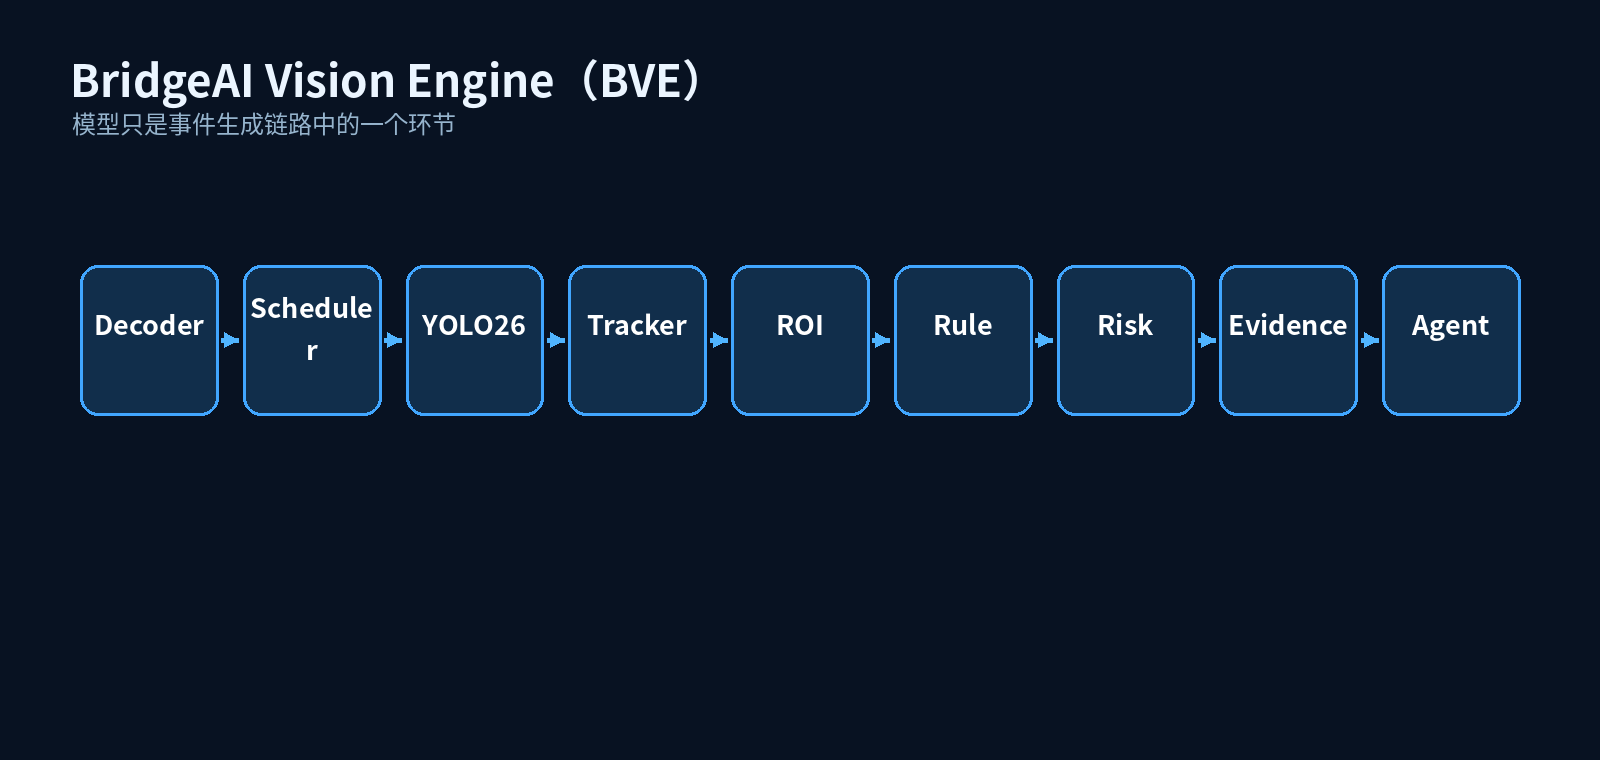 BridgeAI Vision Engine（BVE）
模型只是事件生成链路中的一个环节
Decoder
Schedule
r
YOLO26
Tracker
ROI
Rule
Risk
Evidence
Agent